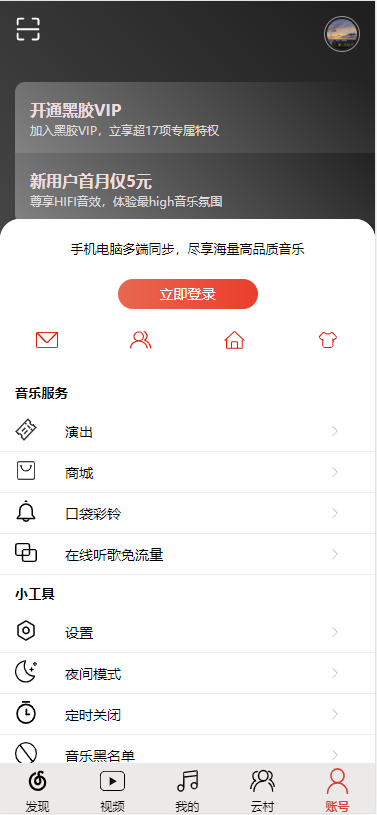 开通黑胶VIP
加入黑胶VIP，立享超17项专属特权
新用户首月仅5元
尊享HIFI音效，体验最high音乐氛围
手机电脑多端同步，尽享海量高品质音乐
立即登录
音乐服务
演出
商城
口袋彩铃
在线听歌免流量
小工具
设置
夜间模式
定时关闭
音乐黑名单
发现 视频 我的 云村 账号